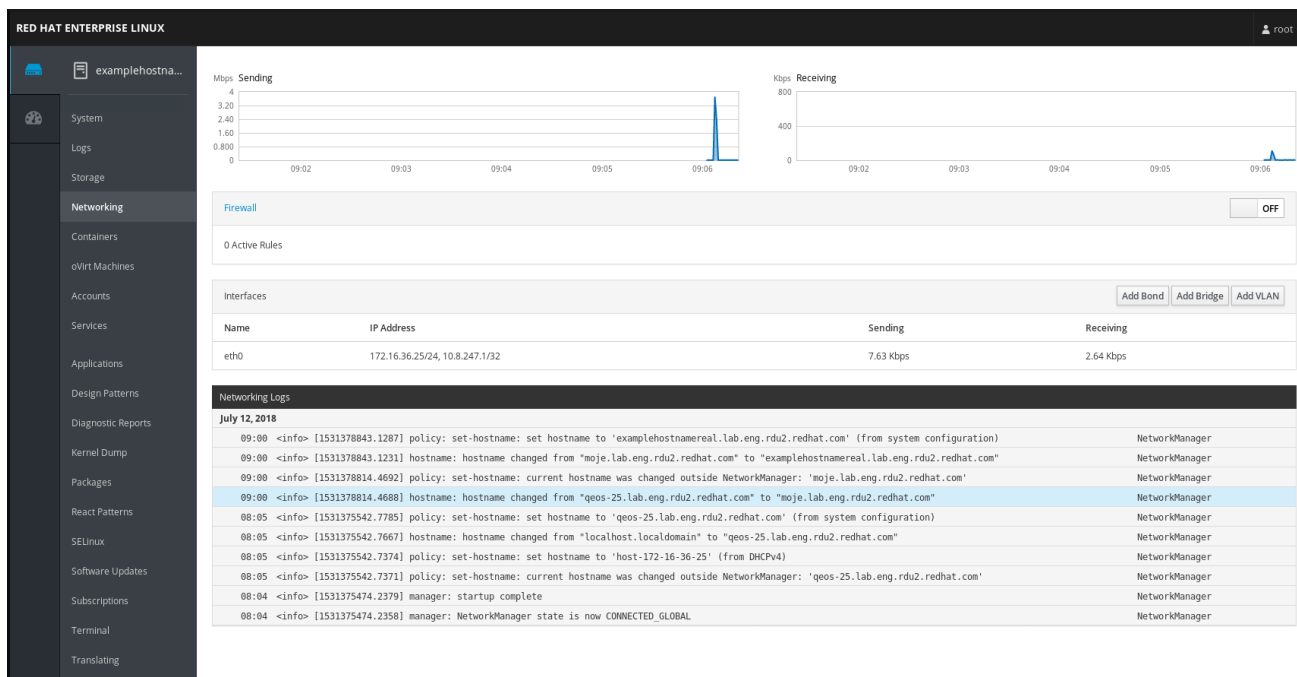 RED HAT ENTERPRISE LINUX
root
examplehostna...
System
Logs
Storage
Networking
Containers
oVirt Machines
Accounts
Services
Applications
Design Patterns
Diagnostic Reports
Kernel Dump
Packages
React Patterns
SELinux
Software Updates
Subscriptions
Terminal
Translating
Mbps Sending
4
3.20
2.40
1.60
0.800
0
09:02 09:03 09:04 09:05 09:06
Kbps Receiving
800
400
0
09:02 09:03 09:04 09:05 09:06
Firewall OFF
0 Active Rules
Interfaces Add Bond Add Bridge Add VLAN
Name IP Address Sending Receiving
eth0 172.16.36.25/24, 10.8.247.1/32 7.63 Kbps 2.64 Kbps
Networking Logs
July 12, 2018
09:00 <info> [1531378843.1287] policy: set-hostname: set hostname to 'examplehostnamereal.lab.eng.rdu2.redhat.com' (from system configuration) NetworkManager
09:00 <info> [1531378843.1231] hostname: hostname changed from "moje.lab.eng.rdu2.redhat.com" to "examplehostnamereal.lab.eng.rdu2.redhat.com" NetworkManager
09:00 <info> [1531378814.4692] policy: set-hostname: current hostname was changed outside NetworkManager: 'moje.lab.eng.rdu2.redhat.com' NetworkManager
09:00 <info> [1531378814.4688] hostname: hostname changed from "qeos-25.lab.eng.rdu2.redhat.com" to "moje.lab.eng.rdu2.redhat.com" NetworkManager
08:05 <info> [1531375542.7785] policy: set-hostname: set hostname to 'qeos-25.lab.eng.rdu2.redhat.com' (from system configuration) NetworkManager
08:05 <info> [1531375542.7667] hostname: hostname changed from "localhost.localdomain" to "qeos-25.lab.eng.rdu2.redhat.com" NetworkManager
08:05 <info> [1531375542.7374] policy: set-hostname: set hostname to 'host-172-16-36-25' (from DHCPv4) NetworkManager
08:05 <info> [1531375542.7371] policy: set-hostname: current hostname was changed outside NetworkManager: 'qeos-25.lab.eng.rdu2.redhat.com' NetworkManager
08:04 <info> [1531375474.2379] manager: startup complete NetworkManager
08:04 <info> [1531375474.2358] manager: NetworkManager state is now CONNECTED_GLOBAL NetworkManager